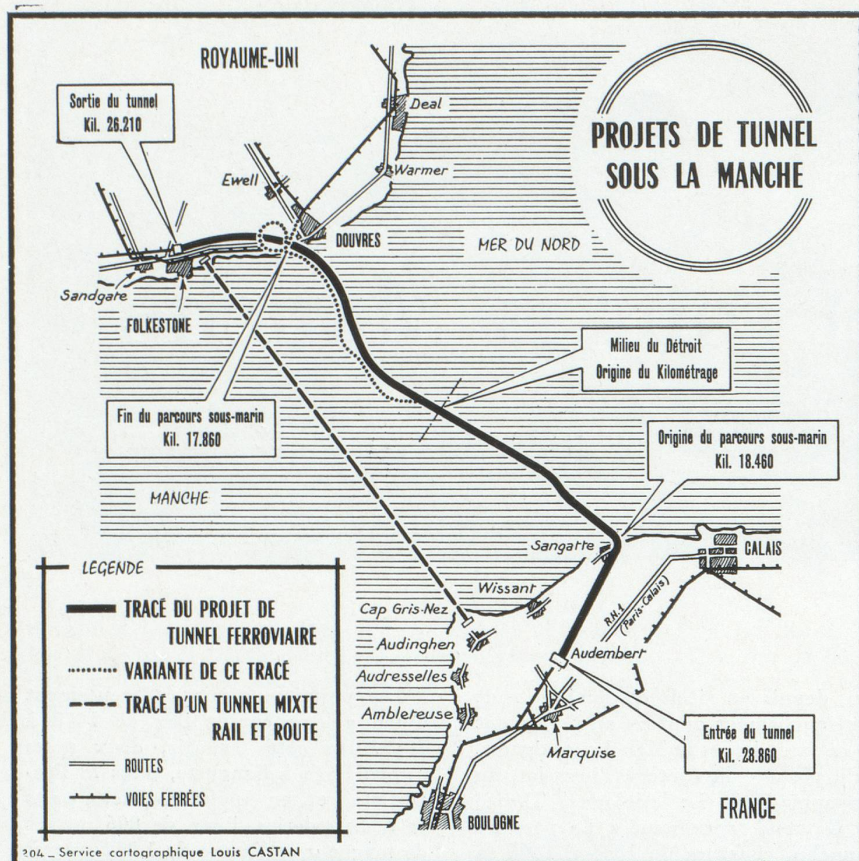 ROYAUME-UNI
Sortie du tunnel
Kil. 26.210
Deal
PROJETS DE TUNNEL
SOUS LA MANCHE
Ewell
Warmer
DOUVRES
MER DU NORD
Sandgate
FOLKESTONE
Milieu du Détroit
Origine du Kilométrage
Fin du parcours sous-marin
Kil. 17.860
Origine du parcours sous-marin
Kil. 18.460
MANCHE
Sangatte
CALAIS
LEGENDE
Wissant
R.N.1
(Paris-Calais)
TRACÉ DU PROJET DE
TUNNEL FERROVIAIRE
Cap Gris-Nez
Audinghen
Audembert
VARIANTE DE CE TRACÉ
Audresselles
TRACÉ D'UN TUNNEL MIXTE
RAIL ET ROUTE
Ambleteuse
Entrée du tunnel
Kil. 28.860
Marquise
ROUTES
VOIES FERRÉES
BOULOGNE
FRANCE
204 _ Service cartographique Louis CASTAN